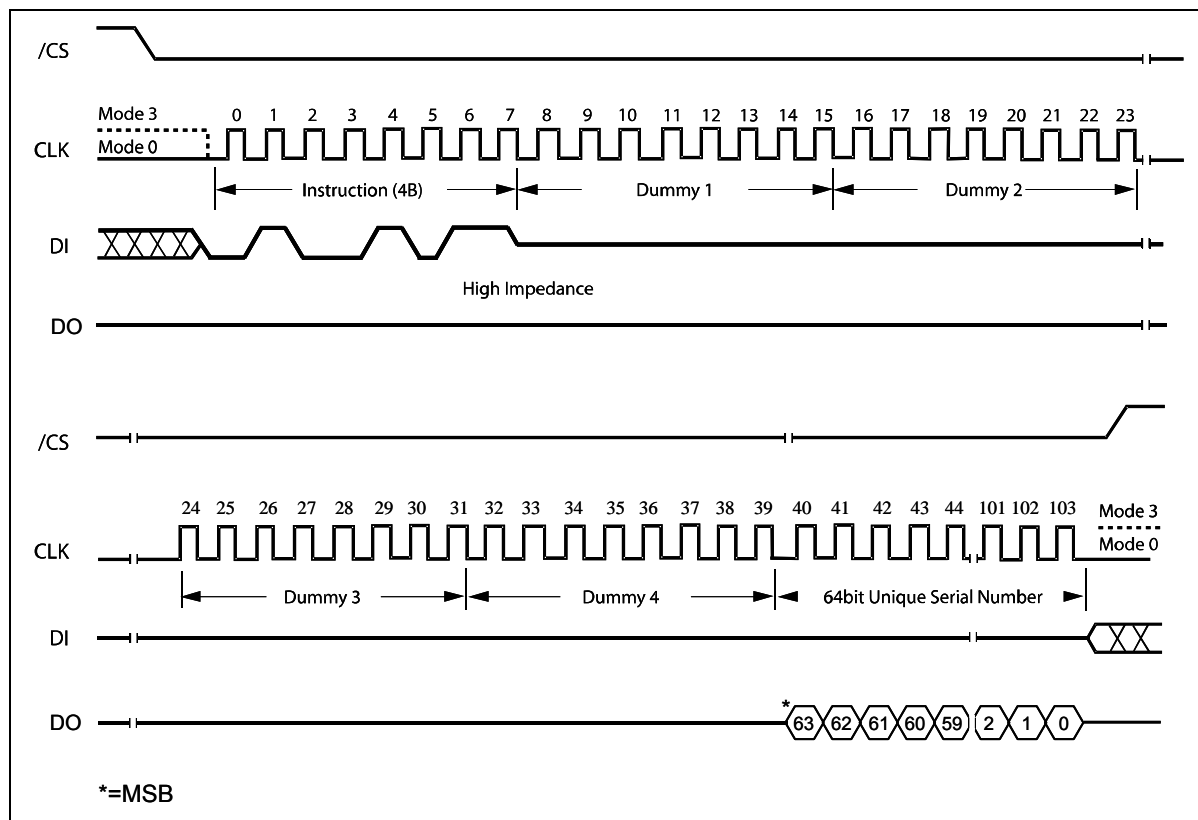 /CS
Mode 3
0 1 2 3 4 5 6 7 8 9 10 11 12 13 14 15 16 17 18 19 20 21 22 23
CLK
Mode 0
Instruction (4B) Dummy 1 Dummy 2
DI
High Impedance
DO
/CS
24 25 26 27 28 29 30 31 32 33 34 35 36 37 38 39 40 41 42 43 44 101 102 103
Mode 3
CLK
Mode 0
Dummy 3 Dummy 4 64bit Unique Serial Number
DI
*
DO
63 62 61 60 59 2 1 0
*=MSB